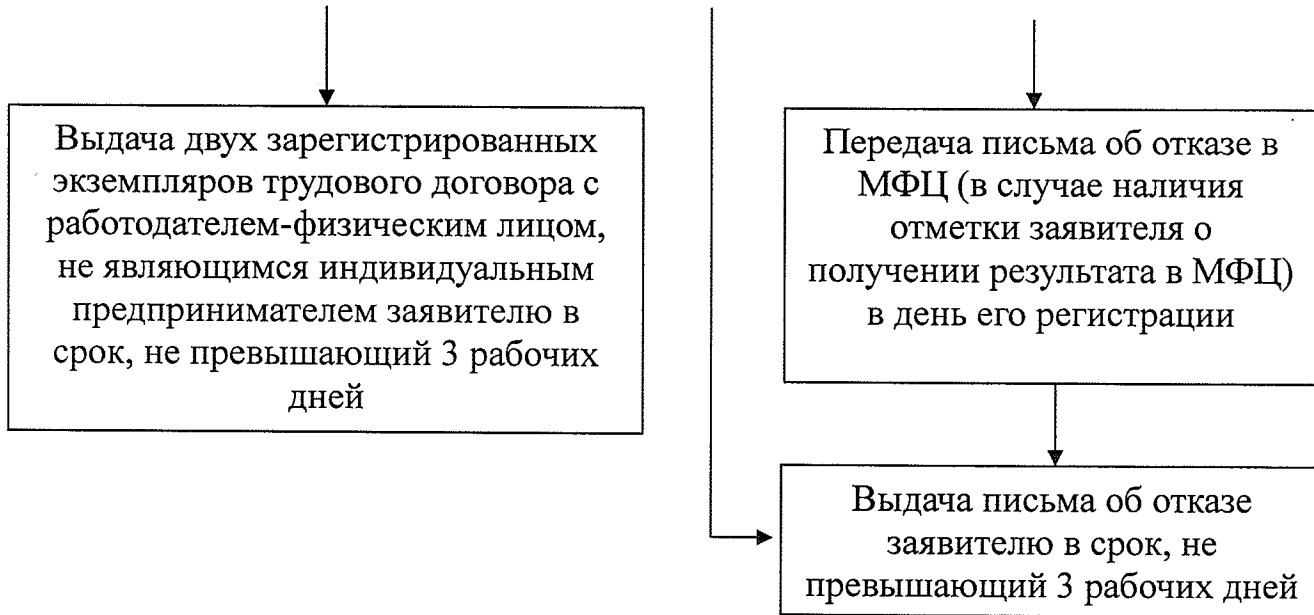 Выдача двух зарегистрированных
экземпляров трудового договора с
работодателем-физическим лицом,
не являющимся индивидуальным
предпринимателем заявителю в
срок, не превышающий 3 рабочих
дней
Передача письма об отказе в
МФЦ (в случае наличия
отметки заявителя о
получении результата в МФЦ)
в день его регистрации
Выдача письма об отказе
заявителю в срок, не
превышающий 3 рабочих дней